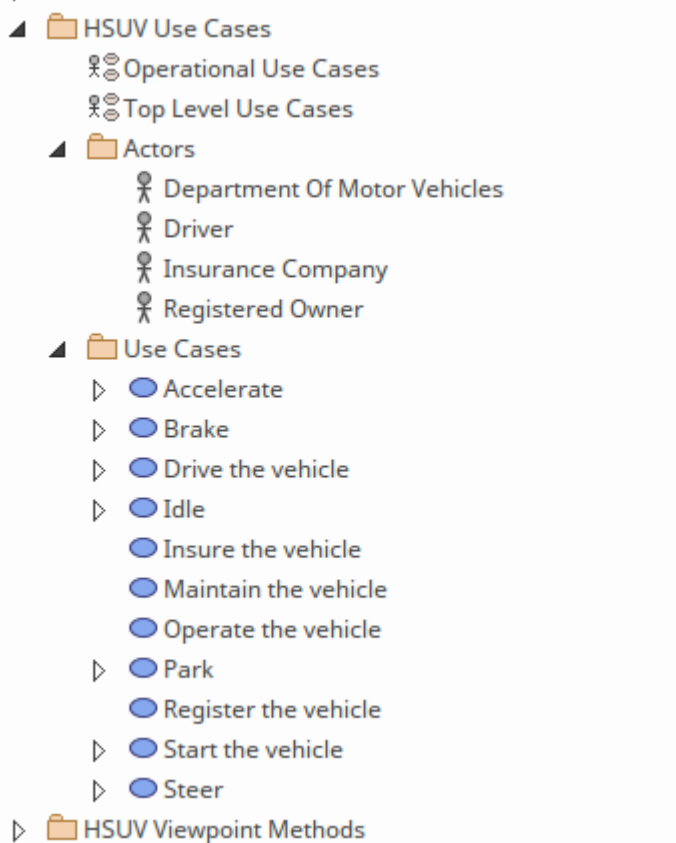 HSUV Use Cases
Operational Use Cases
Top Level Use Cases
Actors
Department Of Motor Vehicles
Driver
Insurance Company
Registered Owner
Use Cases
Accelerate
Brake
Drive the vehicle
Idle
Insure the vehicle
Maintain the vehicle
Operate the vehicle
Park
Register the vehicle
Start the vehicle
Steer
HSUV Viewpoint Methods